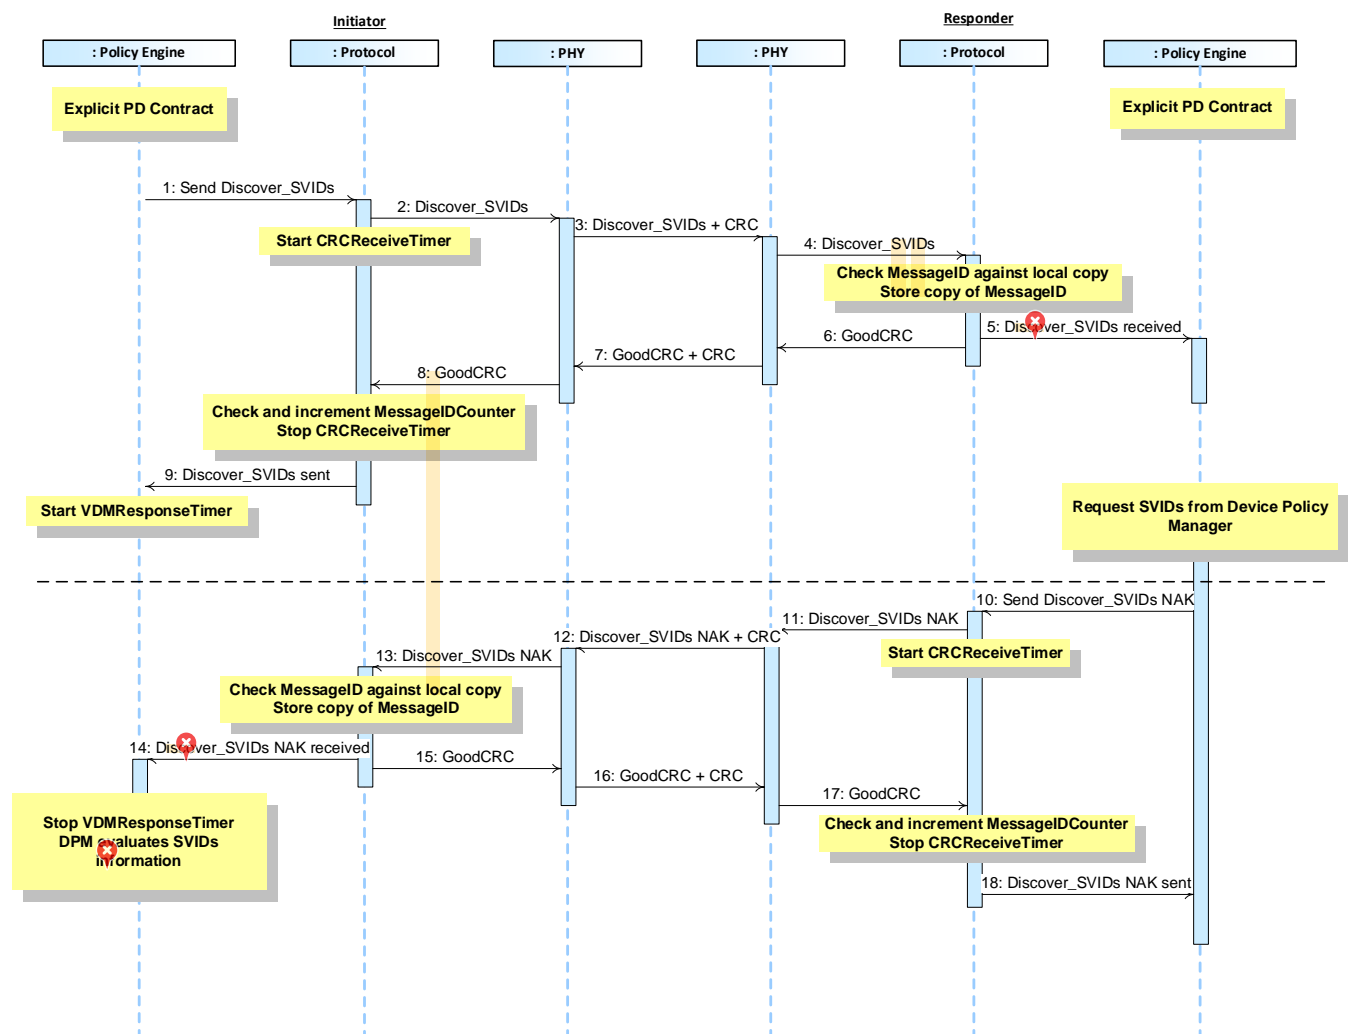 Initiator
Responder
: Policy Engine
: Protocol
: PHY
: PHY
: Protocol
: Policy Engine
Explicit PD Contract
Explicit PD Contract
1: Send Discover_SVIDs
2: Discover_SVIDs
3: Discover_SVIDs + CRC
Start CRCReceiveTimer
4: Discover_SVIDs
Check MessageID against local copy
Store copy of MessageID
5: Discover_SVIDs received
6: GoodCRC
7: GoodCRC + CRC
8: GoodCRC
Check and increment MessageIDCounter
Stop CRCReceiveTimer
9: Discover_SVIDs sent
Start VDMResponseTimer
Request SVIDs from Device Policy
Manager
10: Send Discover_SVIDs NAK
11: Discover_SVIDs NAK
12: Discover_SVIDs NAK + CRC
Start CRCReceiveTimer
13: Discover_SVIDs NAK
Check MessageID against local copy
Store copy of MessageID
14: Discover_SVIDs NAK received
15: GoodCRC
16: GoodCRC + CRC
17: GoodCRC
Stop VDMResponseTimer
DPM evaluates SVIDs
information
Check and increment MessageIDCounter
Stop CRCReceiveTimer
18: Discover_SVIDs NAK sent